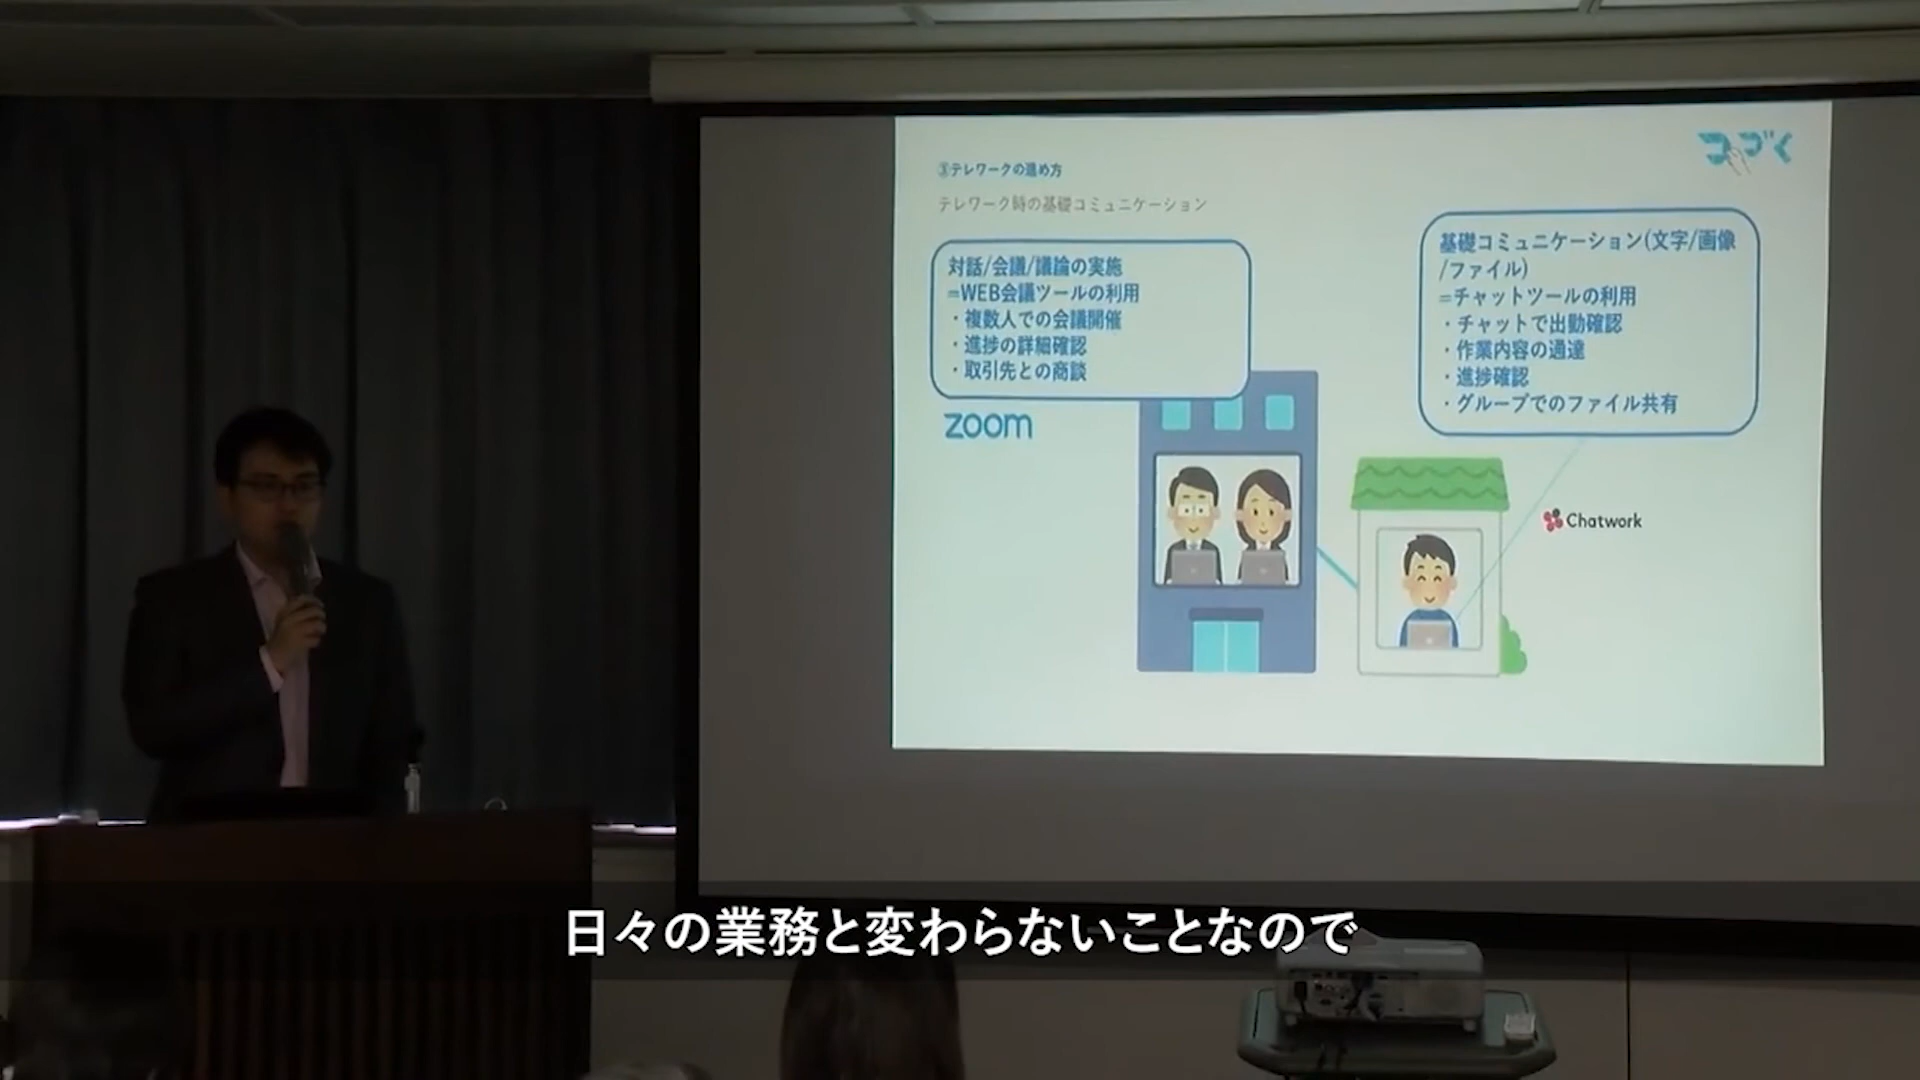 つづく
③テレワークの進め方
テレワーク時の基礎コミュニケーション
対話/会議/議論の実施
=WEB会議ツールの利用
・複数人での会議開催
・進捗の詳細確認
・取引先との商談
zoom
基礎コミュニケーション(文字/画像
/ファイル)
=チャットツールの利用
・チャットで出勤確認
・作業内容の通達
・進捗確認
・グループでのファイル共有
Chatwork
日々の業務と変わらないことなので